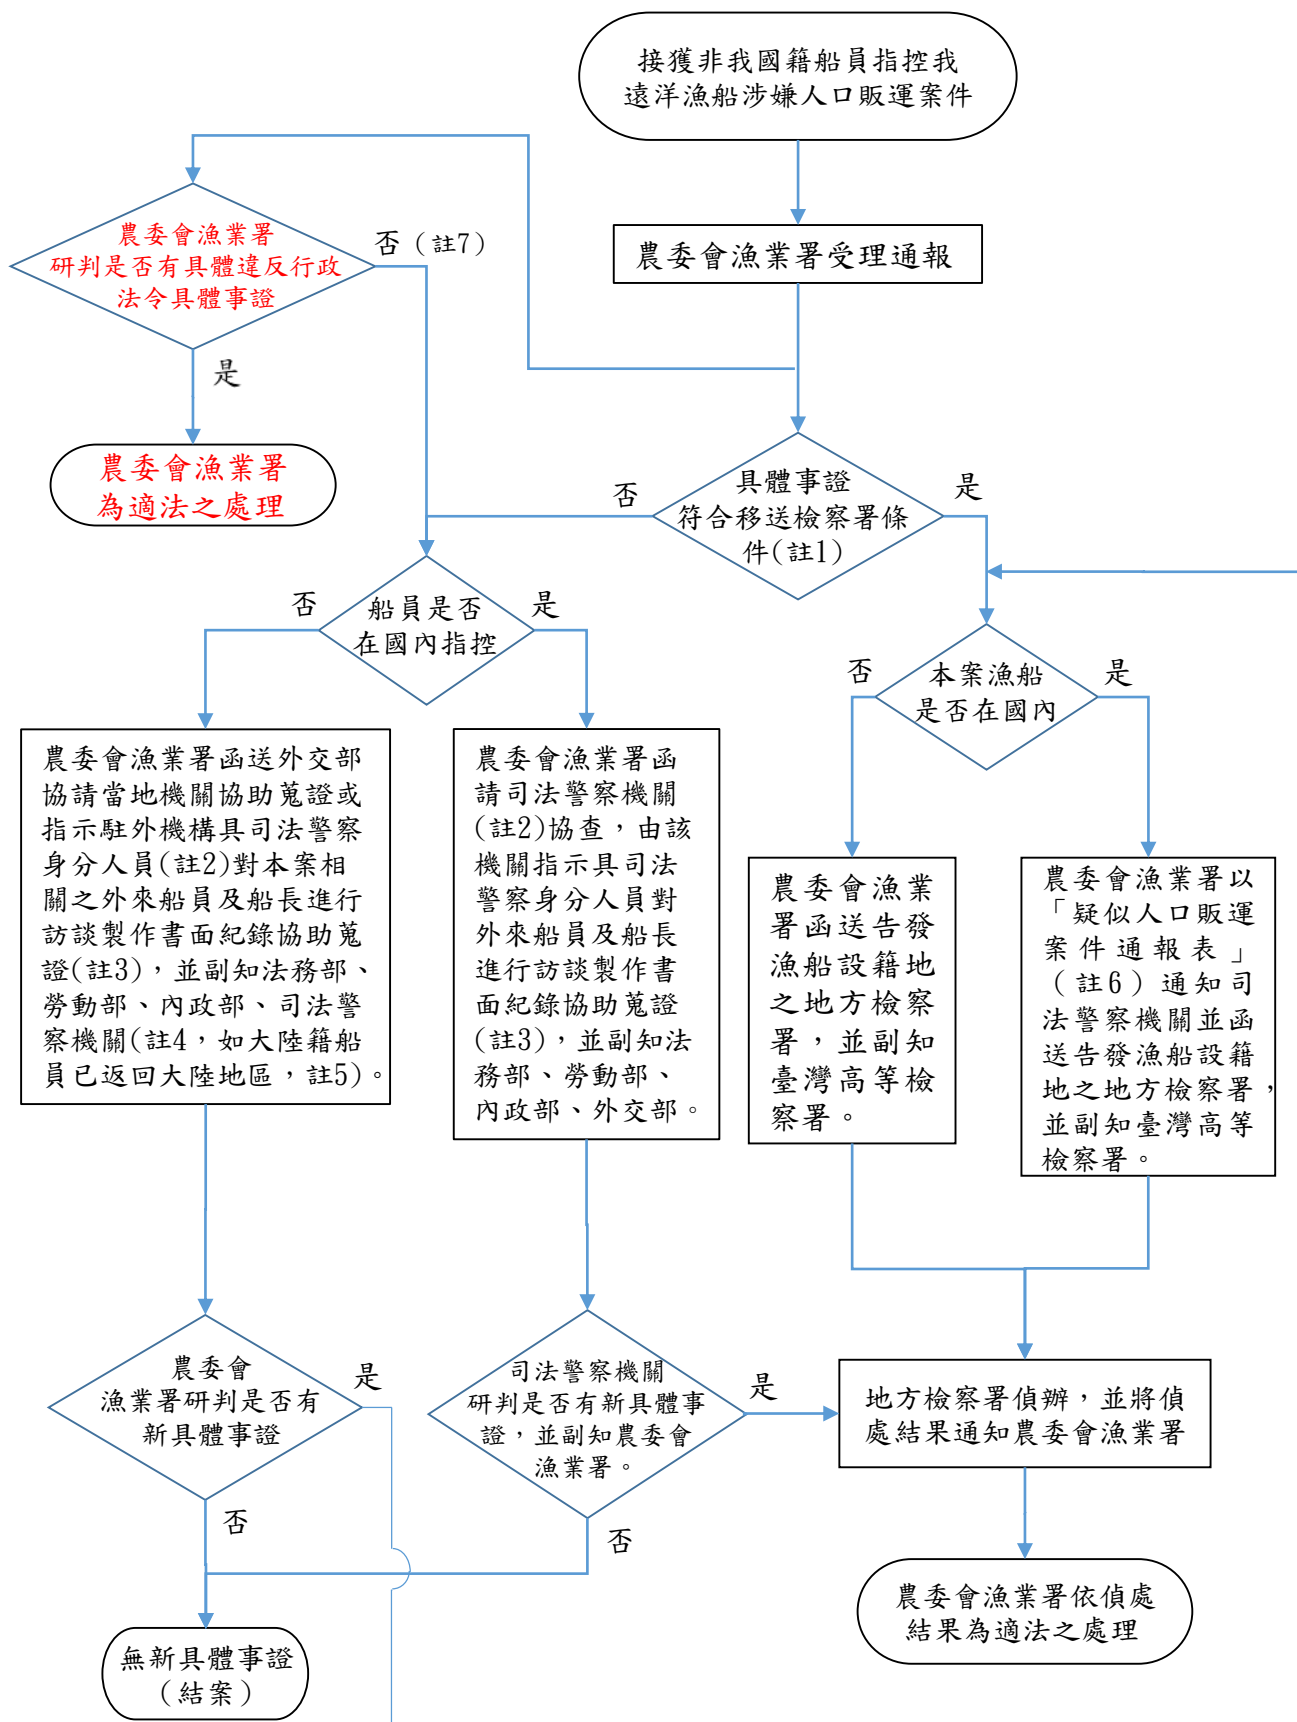 接獲非我國籍船員指控我
遠洋漁船涉嫌人口販運案件
農委會漁業署受理通報
農委會漁業署
研判是否有具體違反行政
法令具體事證
否（註7）
是
農委會漁業署
為適法之處理
具體事證
符合移送檢察署條
件(註1)
否
是
船員是否
在國內指控
否
是
本案漁船
是否在國內
否
是
農委會漁業署函送外交部
協請當地機關協助蒐證或
指示駐外機構具司法警察
身分人員(註2)對本案相
關之外來船員及船長進行
訪談製作書面紀錄協助蒐
證(註3)，並副知法務部、
勞動部、內政部、司法警
察機關(註4，如大陸籍船
員已返回大陸地區，註5)。
農委會漁業署函
請司法警察機關
(註2)協查，由該
機關指示具司法
警察身分人員對
外來船員及船長
進行訪談製作書
面紀錄協助蒐證
(註3)，並副知法
務部、勞動部、
內政部、外交部。
農委會漁業
署函送告發
漁船設籍地
之地方檢察
署，並副知
臺灣高等檢
察署。
農委會漁業署以
「疑似人口販運
案件通報表」
（註6）通知司
法警察機關並函
送告發漁船設籍
地之地方檢察署，
並副知臺灣高等
檢察署。
農委會
漁業署研判是否有
新具體事證
是
否
司法警察機關
研判是否有新具體事
證，並副知農委會
漁業署。
是
否
地方檢察署偵辦，並將偵
處結果通知農委會漁業署
農委會漁業署依偵處
結果為適法之處理
無新具體事證
（結案）